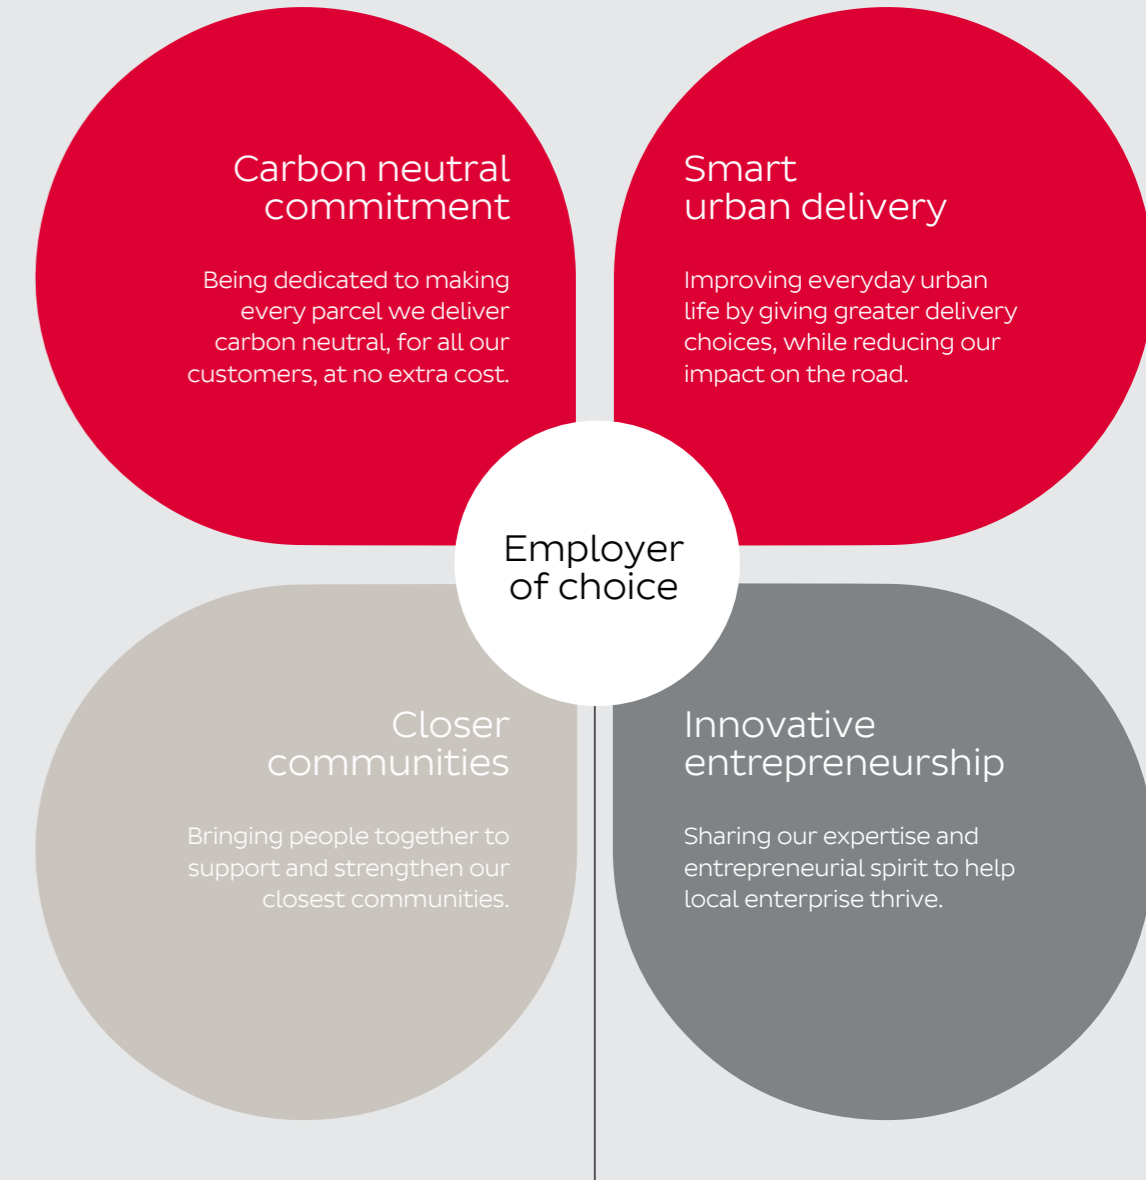 Carbon neutral
commitment
Being dedicated to making
every parcel we deliver
carbon neutral, for all our
customers, at no extra cost.
Smart
urban delivery
Improving everyday urban
life by giving greater delivery
choices, while reducing our
impact on the road.
Employer
of choice
Closer
communities
Bringing people together to
support and strengthen our
closest communities.
Innovative
entrepreneurship
Sharing our expertise and
entrepreneurial spirit to help
local enterprise thrive.